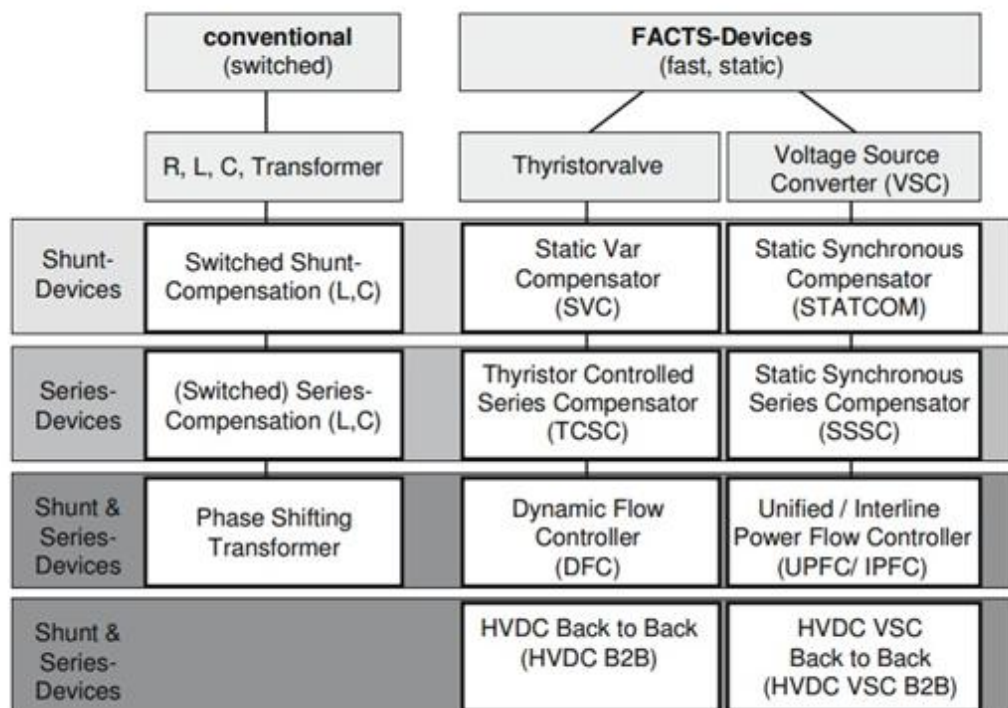 conventional
(switched)
FACTS-Devices
(fast, static)
R, L, C, Transformer
Thyristorvalve
Voltage Source
Converter (VSC)
Shunt-
Devices
Switched Shunt-
Compensation (L,C)
Static Var
Compensator
(SVC)
Static Synchronous
Compensator
(STATCOM)
Series-
Devices
(Switched) Series-
Compensation (L,C)
Thyristor Controlled
Series Compensator
(TCSC)
Static Synchronous
Series Compensator
(SSSC)
Shunt &
Series-
Devices
Phase Shifting
Transformer
Dynamic Flow
Controller
(DFC)
Unified / Interline
Power Flow Controller
(UPFC/ IPFC)
Shunt &
Series-
Devices
HVDC Back to Back
(HVDC B2B)
HVDC VSC
Back to Back
(HVDC VSC B2B)